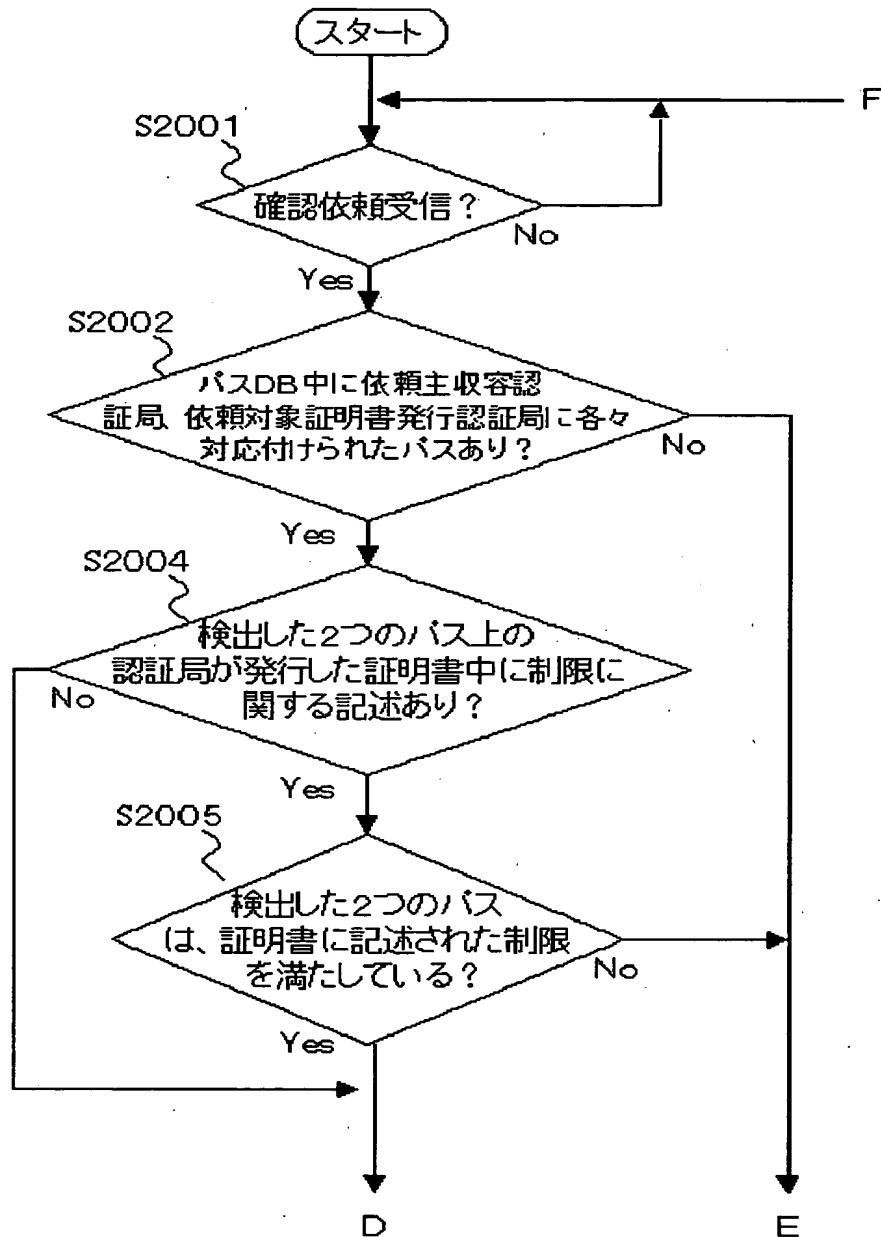 スタート
F
S2001
確認依頼受信？
No
Yes
S2002
パスDB中に依頼主収容認
証局、依頼対象証明書発行認証局に各々
対応付けられたパスあり？
No
Yes
S2004
検出した2つのパス上の
認証局が発行した証明書中に制限に
関する記述あり？
No
Yes
S2005
検出した2つのパス
は、証明書に記述された制限
を満たしている？
No
Yes
D
E